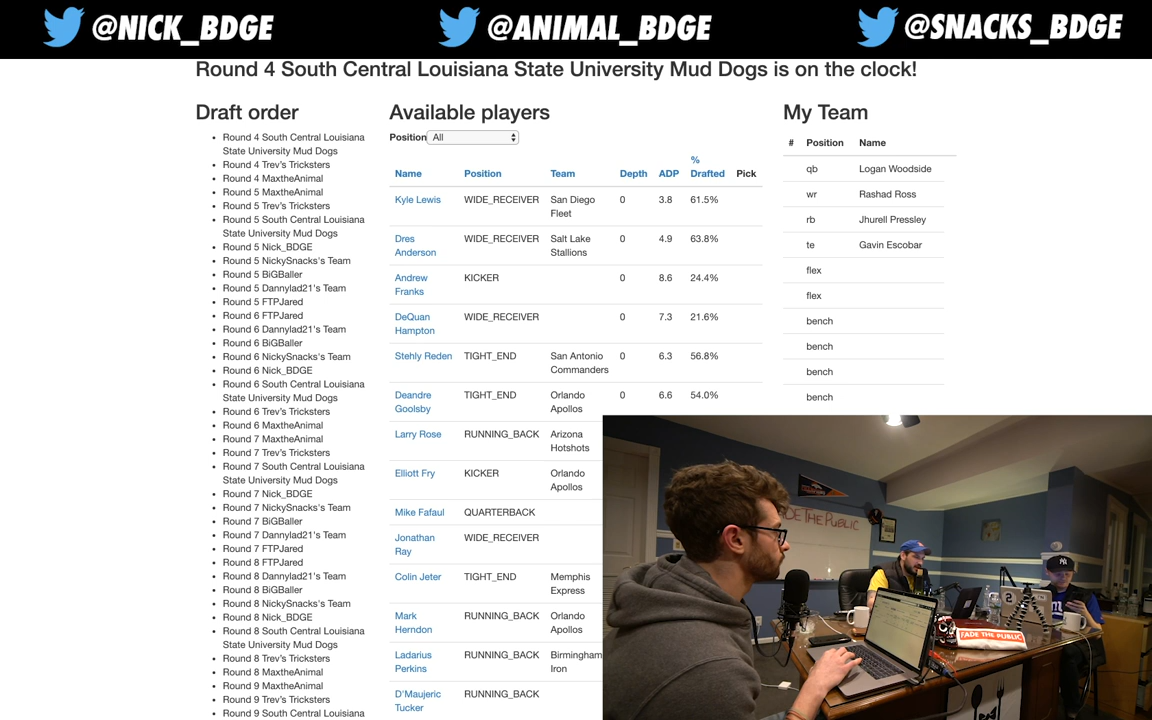 @NICK_BDGE
@ANIMAL_BDGE
@SNACKS_BDGE
Round 4 South Central Louisiana State University Mud Dogs is on the clock!
Draft order
Round 4 South Central Louisiana
State University Mud Dogs
Round 4 Trev's Tricksters
Round 4 MaxtheAnimal
Round 5 MaxtheAnimal
Round 5 Trev's Tricksters
Round 5 South Central Louisiana
State University Mud Dogs
Round 5 Nick_BDGE
Round 5 NickySnacks's Team
Round 5 BiGBaller
Round 5 Dannylad21's Team
Round 5 FTPJared
Round 6 FTPJared
Round 6 Dannylad21's Team
Round 6 BiGBaller
Round 6 NickySnacks's Team
Round 6 Nick_BDGE
Round 6 South Central Louisiana
State University Mud Dogs
Round 6 Trev's Tricksters
Round 6 MaxtheAnimal
Round 7 MaxtheAnimal
Round 7 Trev's Tricksters
Round 7 South Central Louisiana
State University Mud Dogs
Round 7 Nick_BDGE
Round 7 NickySnacks's Team
Round 7 BiGBaller
Round 7 Dannylad21's Team
Round 7 FTPJared
Round 8 FTPJared
Round 8 Dannylad21's Team
Round 8 BiGBaller
Round 8 NickySnacks's Team
Round 8 Nick_BDGE
Round 8 South Central Louisiana
State University Mud Dogs
Round 8 Trev's Tricksters
Round 8 MaxtheAnimal
Round 9 MaxtheAnimal
Round 9 Trev's Tricksters
Round 9 South Central Louisiana
Available players
Position All
Name Position Team Depth ADP % Drafted Pick
Kyle Lewis WIDE_RECEIVER San Diego Fleet 0 3.8 61.5%
Dres Anderson WIDE_RECEIVER Salt Lake Stallions 0 4.9 63.8%
Andrew Franks KICKER 0 8.6 24.4%
DeQuan Hampton WIDE_RECEIVER 0 7.3 21.6%
Stehly Reden TIGHT_END San Antonio Commanders 0 6.3 56.8%
Deandre Goolsby TIGHT_END Orlando Apollos 0 6.6 54.0%
Larry Rose RUNNING_BACK Arizona Hotshots
Elliott Fry KICKER Orlando Apollos
Mike Fafaul QUARTERBACK
Jonathan Ray WIDE_RECEIVER
Colin Jeter TIGHT_END Memphis Express
Mark Herndon RUNNING_BACK Orlando Apollos
Ladarius Perkins RUNNING_BACK Birmingham Iron
D'Maujeric Tucker RUNNING_BACK
My Team
# Position Name
qb Logan Woodside
wr Rashad Ross
rb Jhurell Pressley
te Gavin Escobar
flex
flex
bench
bench
bench
bench
FADE THE PUBLIC
FADE THE PUBLIC